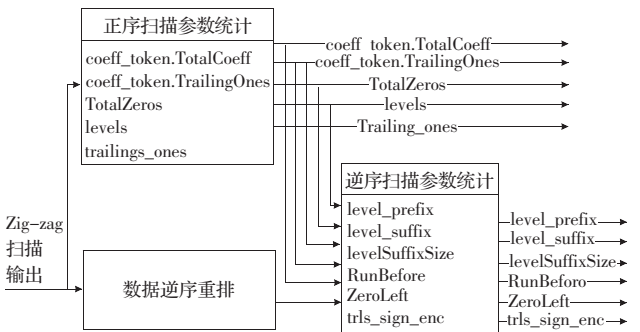 正序扫描参数统计
coeff_token.TotalCoeff
coeff_token.TrailingOnes
TotalZeros
levels
trailings_ones
coeff token.TotalCoeff
coeff_token.TrailingOnes
TotalZeros
levels
Trailing_ones
逆序扫描参数统计
level_prefix
level_suffix
levelSuffixSize
RunBefore
ZeroLeft
trls_sign_enc
level_prefix
level_suffix
levelSuffixSize
RunBeforo
ZeroLeft
trls_sign_enc
Zig-zag
扫描
输出
数据逆序重排